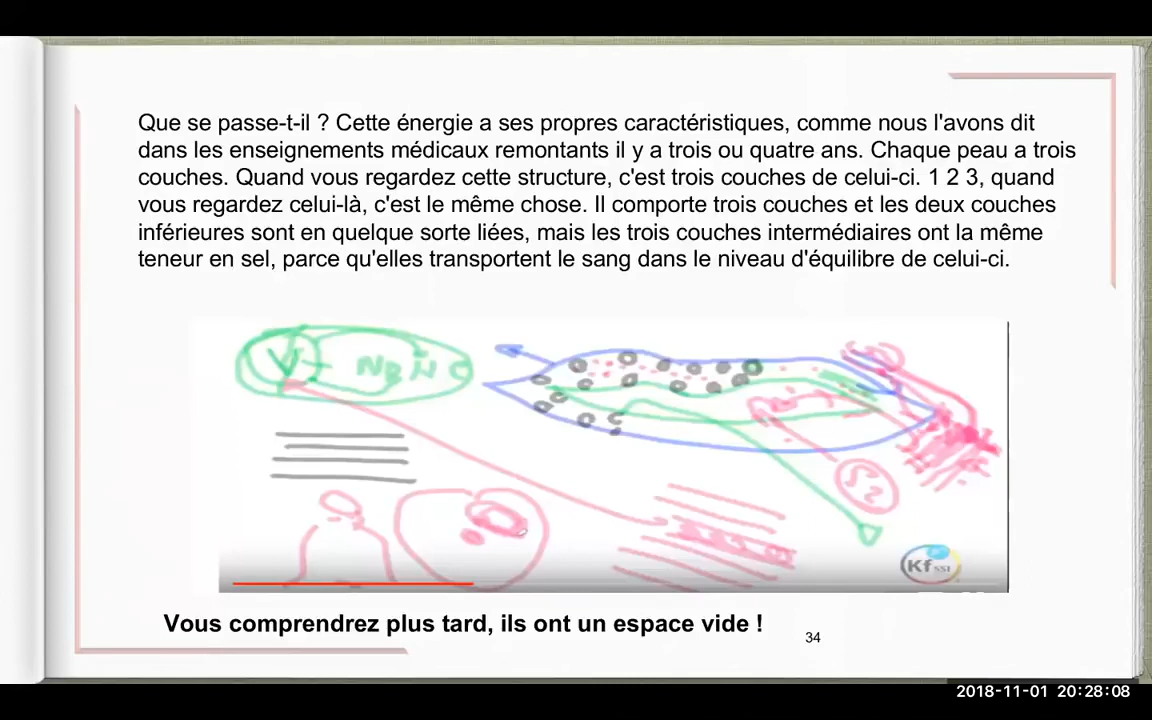 Que se passe-t-il ? Cette énergie a ses propres caractéristiques, comme nous l'avons dit
dans les enseignements médicaux remontants il y a trois ou quatre ans. Chaque peau a trois
couches. Quand vous regardez cette structure, c'est trois couches de celui-ci. 1 2 3, quand
vous regardez celui-là, c'est le même chose. Il comporte trois couches et les deux couches
inférieures sont en quelque sorte liées, mais les trois couches intermédiaires ont la même
teneur en sel, parce qu'elles transportent le sang dans le niveau d'équilibre de celui-ci.
Kf SSI
Vous comprendrez plus tard, ils ont un espace vide !
34
2018-11-01 20:28:08